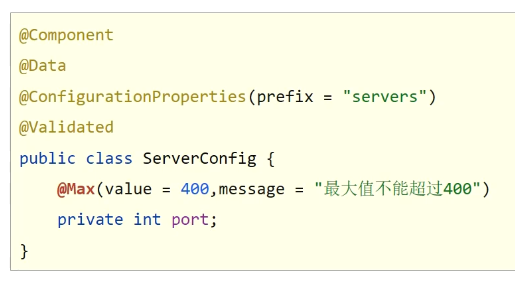 @Component
@Data
@ConfigurationProperties(prefix = "servers")
@Validated
public class ServerConfig {
    @Max(value = 400,message = "最大值不能超过400")
    private int port;
}